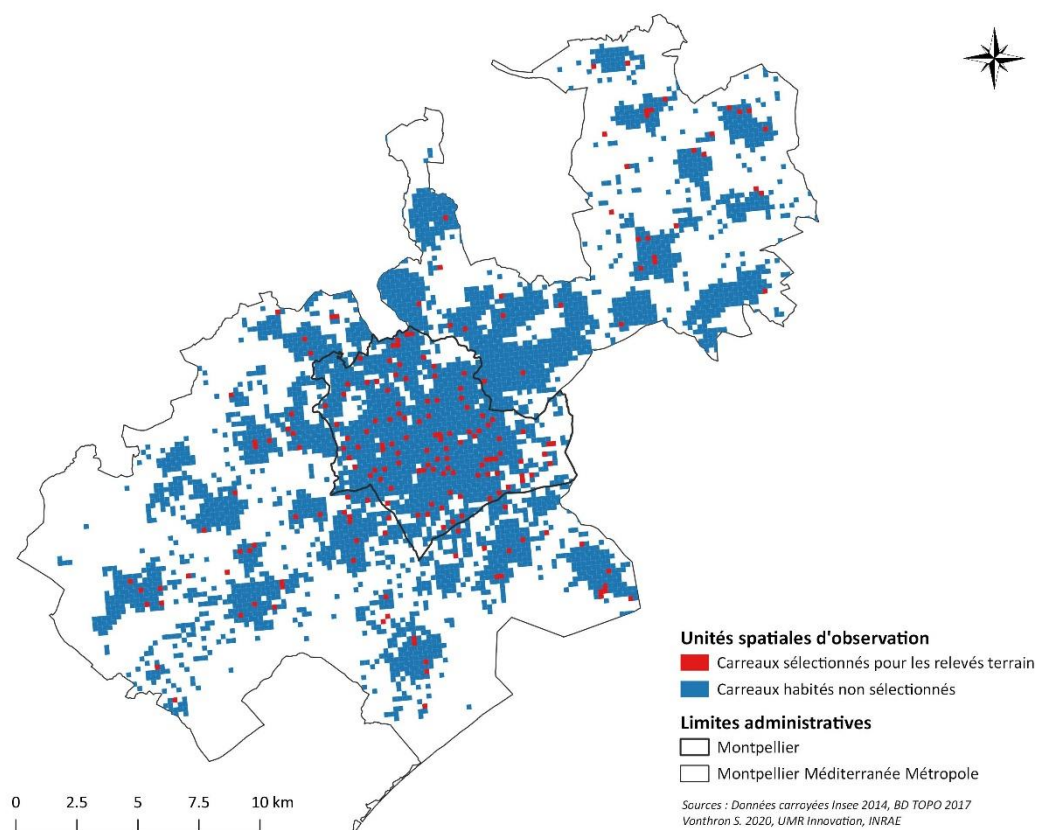 Unités spatiales d'observation
Carreaux sélectionnés pour les relevés terrain
Carreaux habités non sélectionnés
Limites administratives
Montpellier
Montpellier Méditerranée Métropole
0 2.5 5 7.5 10 km
Sources : Données carroyées Insee 2014, BD TOPO 2017
Vonthron S. 2020, UMR Innovation, INRAE